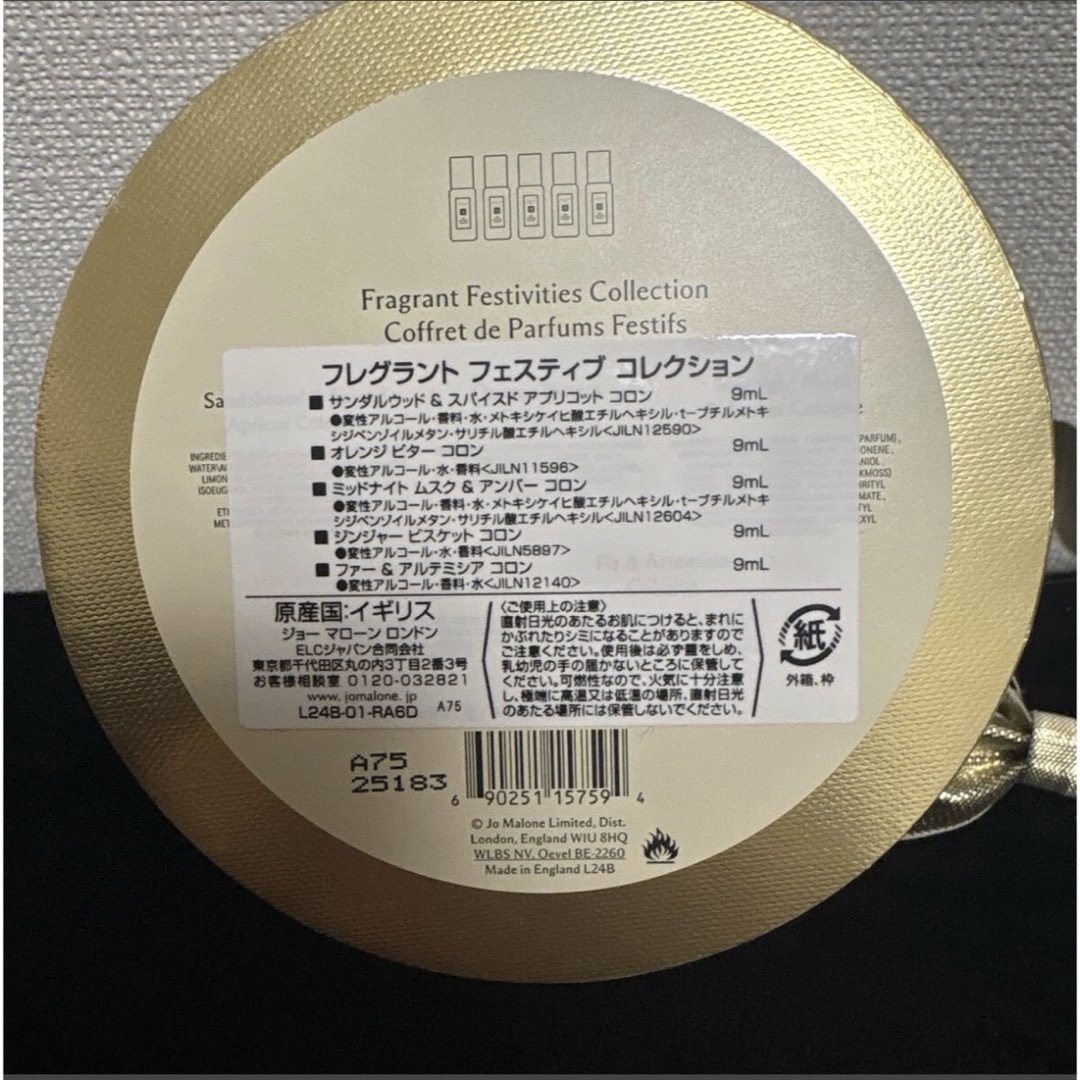 Fragrant Festivities Collection
Coffret de Parfums Festifs
フレグラント フェスティブ コレクション
■ サンダルウッド & スパイスド アプリコット コロン 9mL
●変性アルコール・香料・水・メトキシケイヒ酸エチルヘキシル・t-ブチルメトキ
シジベンゾイルメタン・サリチル酸エチルヘキシル<JILN12590>
■ オレンジ ビター コロン 9mL
●変性アルコール・水・香料<JILN11596>
■ ミッドナイト ムスク & アンバー コロン 9mL
●変性アルコール・香料・水・メトキシケイヒ酸エチルヘキシル・t-ブチルメトキ
シジベンゾイルメタン・サリチル酸エチルヘキシル<JILN12604>
■ ジンジャー ビスケット コロン 9mL
●変性アルコール・水・香料<JILN5897>
■ ファー & アルテミシア コロン 9mL
●変性アルコール・香料・水<JILN12140>
原産国:イギリス
ジョー マローン ロンドン
ELCジャパン合同会社
東京都千代田区丸の内3丁目2番3号
お客様相談室 0120-032821
www.jomalone.jp
L24B-01-RA6D A75
〈ご使用上の注意〉
直射日光のあたるお肌につけると、まれに
かぶれたりシミになることがありますので
ご注意ください。使用後は必ず蓋をしめ、
乳幼児の手の届かないところに保管して
ください。可燃性なので、火気に十分注意
し、極端に高温又は低温の場所、直射日光
のあたる場所には保管しないでください。
紙
外箱、枠
PARFUM),
ONENE,
ANIOL,
KMOSS)
RITYL
MATE,
TYL
EXYL
INGREDIE
WATER\A
LIMON
ISOEUG
ET
MET
A75
25183
6 90251 15759 4
© Jo Malone Limited, Dist.
London, England W1U 8HQ
WLBS NV. Oevel BE-2260
Made in England L24B